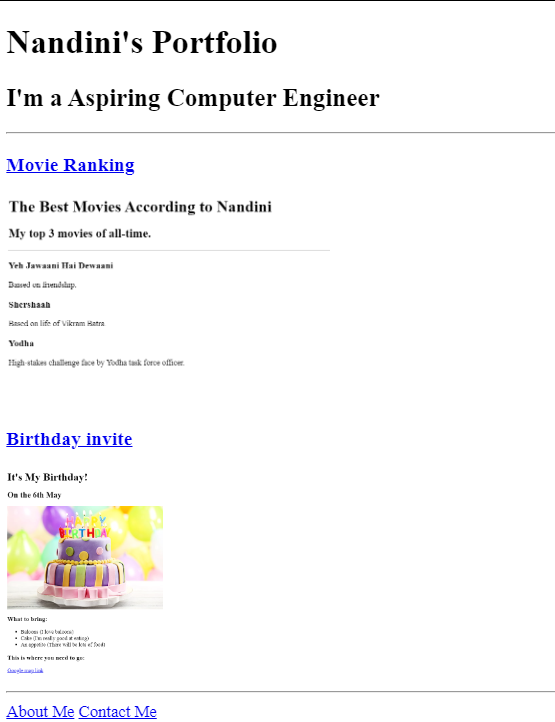 Nandini's Portfolio
I'm a Aspiring Computer Engineer
Movie Ranking
The Best Movies According to Nandini
My top 3 movies of all-time.
Yeh Jawaani Hai Dewaani
Based on friendship.
Shershaah
Based on life of Vikram Batra
Yodha
High-stakes challenge face by Yodha task force officer.
Birthday invite
It's My Birthday!
On the 6th May
HAPPY
BIRTHDAY
What to bring:
Baloons (I love baloons)
Cake (I'm really good at eating)
An appetite (There will be lots of food)
This is where you need to go:
Google map link
About Me Contact Me